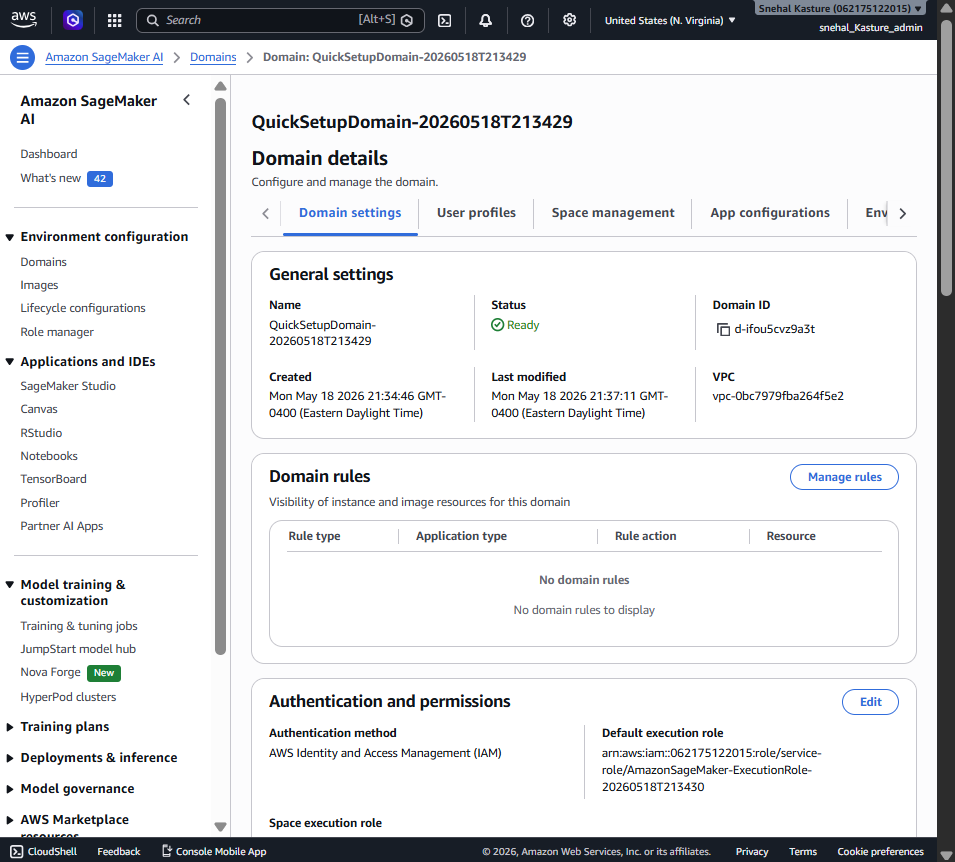 aws
Search [Alt+S]
United States (N. Virginia)
Snehal Kasture (062175122015)
snehal_Kasture_admin
Amazon SageMaker AI
Domains
Domain: QuickSetupDomain-20260518T213429
Amazon SageMaker
AI
Dashboard
What's new 42
Environment configuration
Domains
Images
Lifecycle configurations
Role manager
Applications and IDEs
SageMaker Studio
Canvas
RStudio
Notebooks
TensorBoard
Profiler
Partner AI Apps
Model training &
customization
Training & tuning jobs
JumpStart model hub
Nova Forge New
HyperPod clusters
Training plans
Deployments & inference
Model governance
AWS Marketplace
resources
QuickSetupDomain-20260518T213429
Domain details
Configure and manage the domain.
Domain settings
User profiles
Space management
App configurations
Env
General settings
Name
QuickSetupDomain-
20260518T213429
Status
Ready
Domain ID
d-ifou5cvz9a3t
Created
Mon May 18 2026 21:34:46 GMT-
0400 (Eastern Daylight Time)
Last modified
Mon May 18 2026 21:37:11 GMT-
0400 (Eastern Daylight Time)
VPC
vpc-0bc7979fba264f5e2
Domain rules
Manage rules
Visibility of instance and image resources for this domain
Rule type
Application type
Rule action
Resource
No domain rules
No domain rules to display
Authentication and permissions
Edit
Authentication method
AWS Identity and Access Management (IAM)
Default execution role
arn:aws:iam::062175122015:role/service-
role/AmazonSageMaker-ExecutionRole-
20260518T213430
Space execution role
CloudShell
Feedback
Console Mobile App
© 2026, Amazon Web Services, Inc. or its affiliates.
Privacy
Terms
Cookie preferences